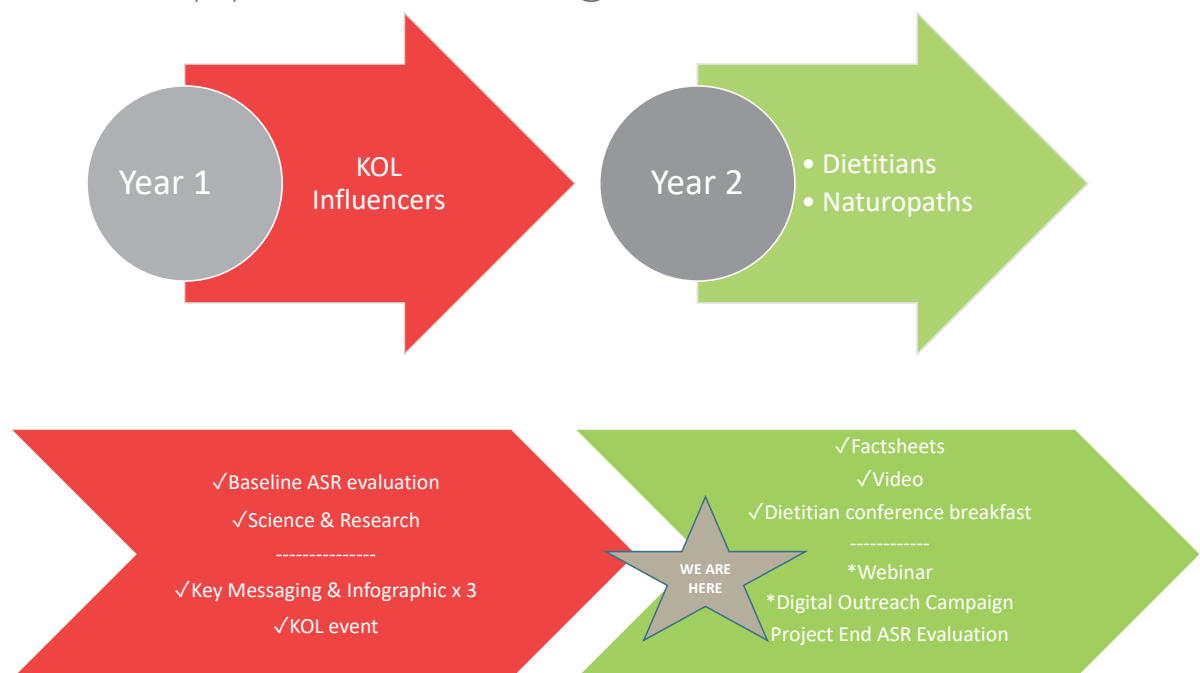 Year 1
KOL
Influencers
Year 2
• Dietitians
• Naturopaths
✓Baseline ASR evaluation
✓Science & Research
---------------
✓Key Messaging & Infographic x 3
✓KOL event
WE ARE
HERE
✓Factsheets
✓Video
✓Dietitian conference breakfast
------------
*Webinar
*Digital Outreach Campaign
Project End ASR Evaluation